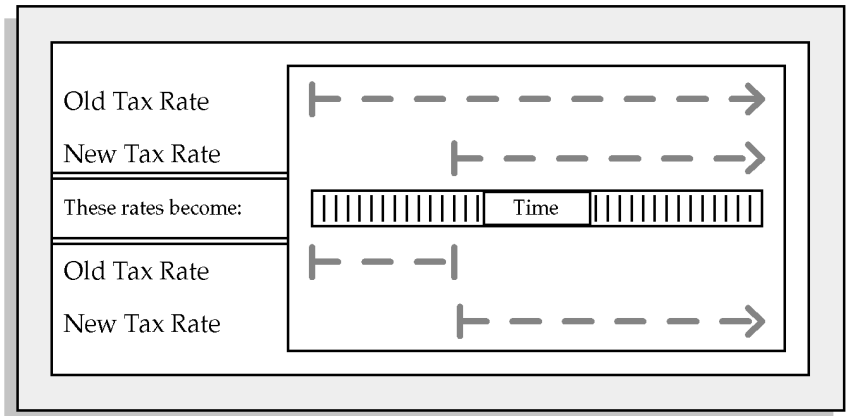 Old Tax Rate
New Tax Rate
These rates become:
Time
Old Tax Rate
New Tax Rate